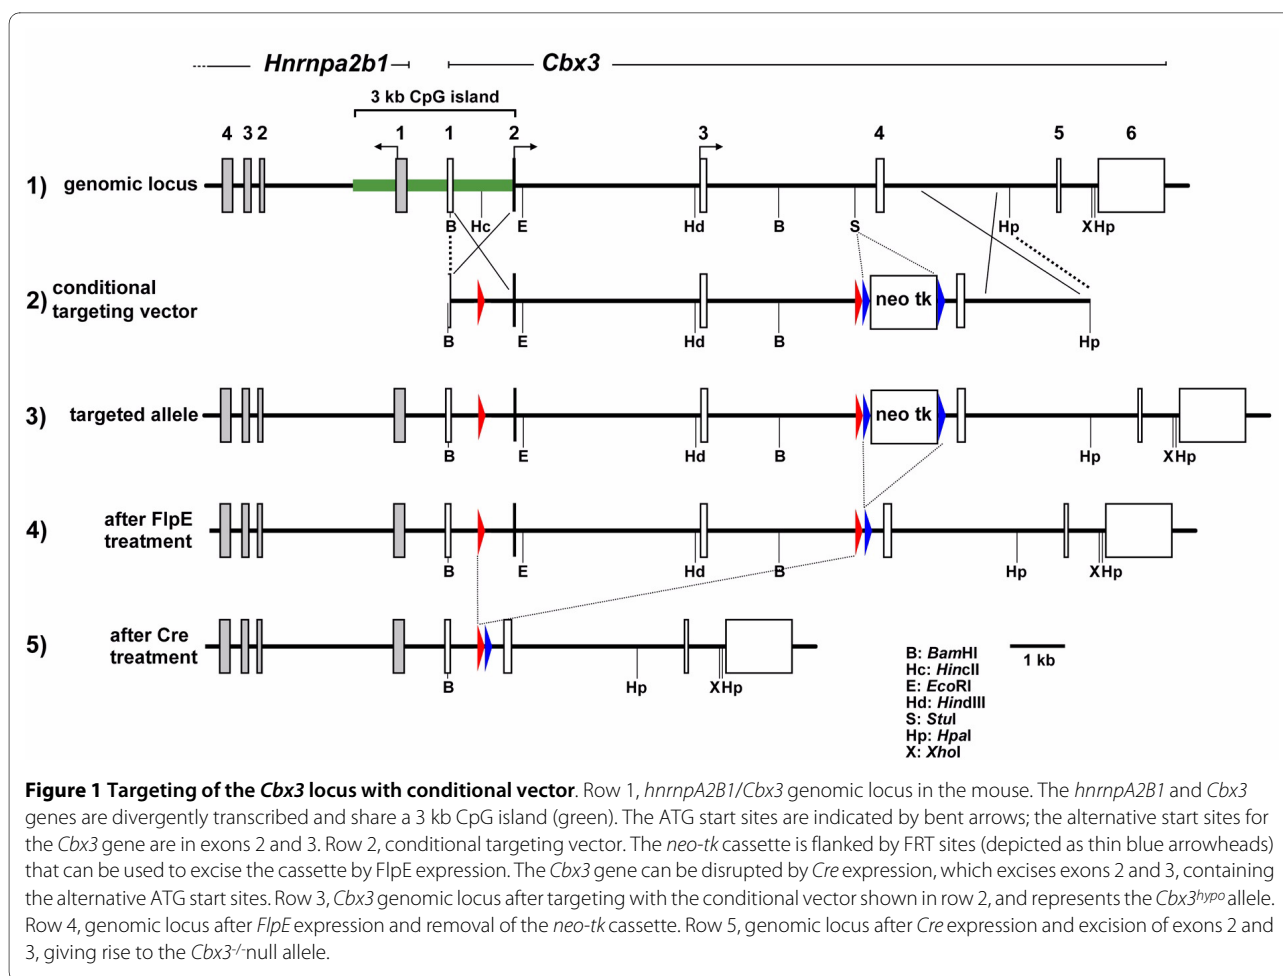 Hnrnpa2b1 Cbx3
3 kb CpG island
4 3 2 1 1 2 3 4 5 6
1) genomic locus
B Hc E Hd B S Hp X Hp
2) conditional
targeting vector
neo tk
B E Hd B Hp
3) targeted allele
neo tk
B E Hd B Hp X Hp
4) after FlpE
treatment
B E Hd B Hp X Hp
5) after Cre
treatment
B Hp X Hp
B: BamHI
Hc: HincII
E: EcoRI
Hd: HindIII
S: StuI
Hp: HpaI
X: XhoI
1 kb
Figure 1 Targeting of the Cbx3 locus with conditional vector. Row 1, hnrnpA2B1/Cbx3 genomic locus in the mouse. The hnrnpA2B1 and Cbx3
genes are divergently transcribed and share a 3 kb CpG island (green). The ATG start sites are indicated by bent arrows; the alternative start sites for
the Cbx3 gene are in exons 2 and 3. Row 2, conditional targeting vector. The neo-tk cassette is flanked by FRT sites (depicted as thin blue arrowheads)
that can be used to excise the cassette by FlpE expression. The Cbx3 gene can be disrupted by Cre expression, which excises exons 2 and 3, containing
the alternative ATG start sites. Row 3, Cbx3 genomic locus after targeting with the conditional vector shown in row 2, and represents the Cbx3hypo allele.
Row 4, genomic locus after FlpE expression and removal of the neo-tk cassette. Row 5, genomic locus after Cre expression and excision of exons 2 and
3, giving rise to the Cbx3-/-null allele.